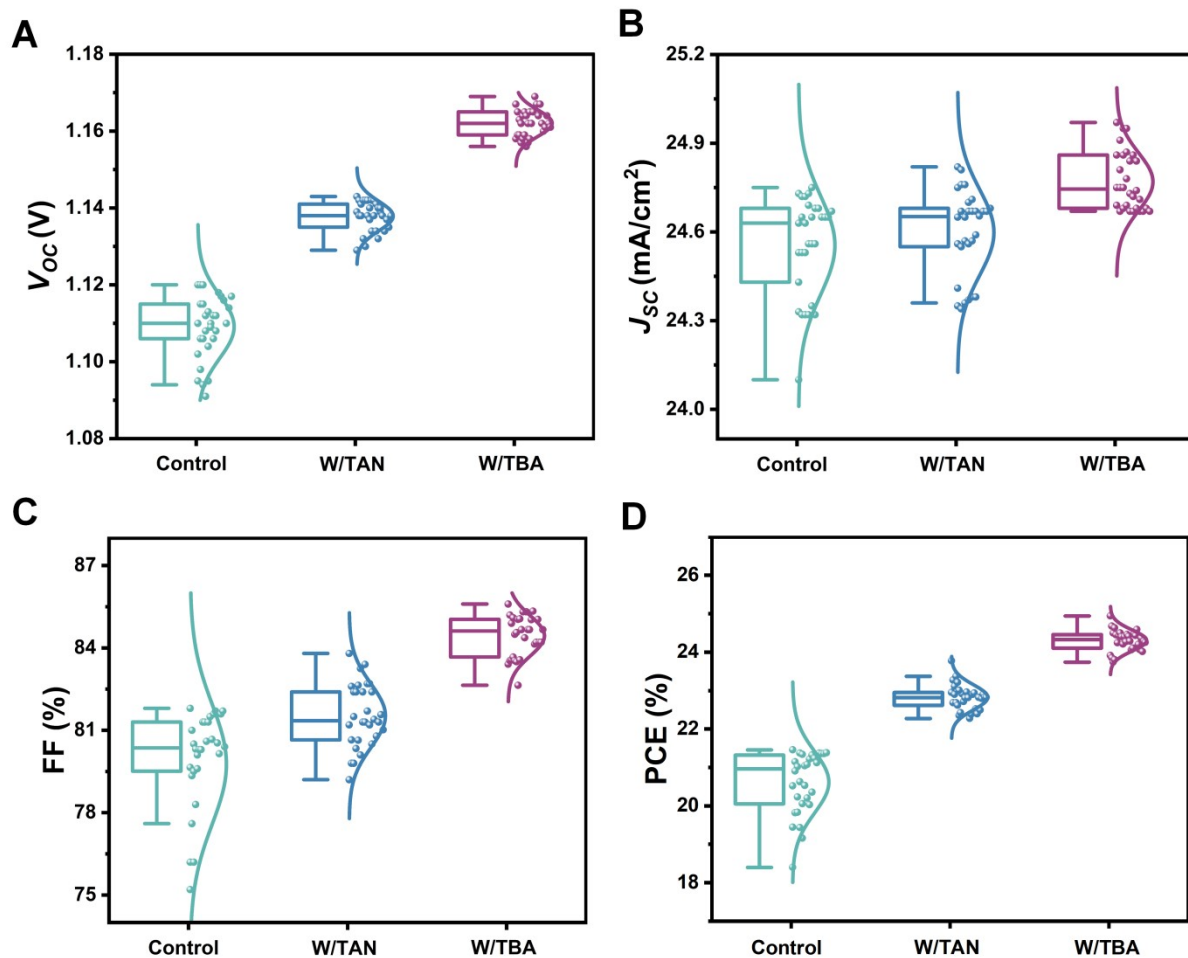 A
V_OC (V)
1.18
1.16
1.14
1.12
1.10
1.08
Control
W/TAN
W/TBA
B
J_SC (mA/cm²)
25.2
24.9
24.6
24.3
24.0
Control
W/TAN
W/TBA
C
FF (%)
87
84
81
78
75
Control
W/TAN
W/TBA
D
PCE (%)
26
24
22
20
18
Control
W/TAN
W/TBA